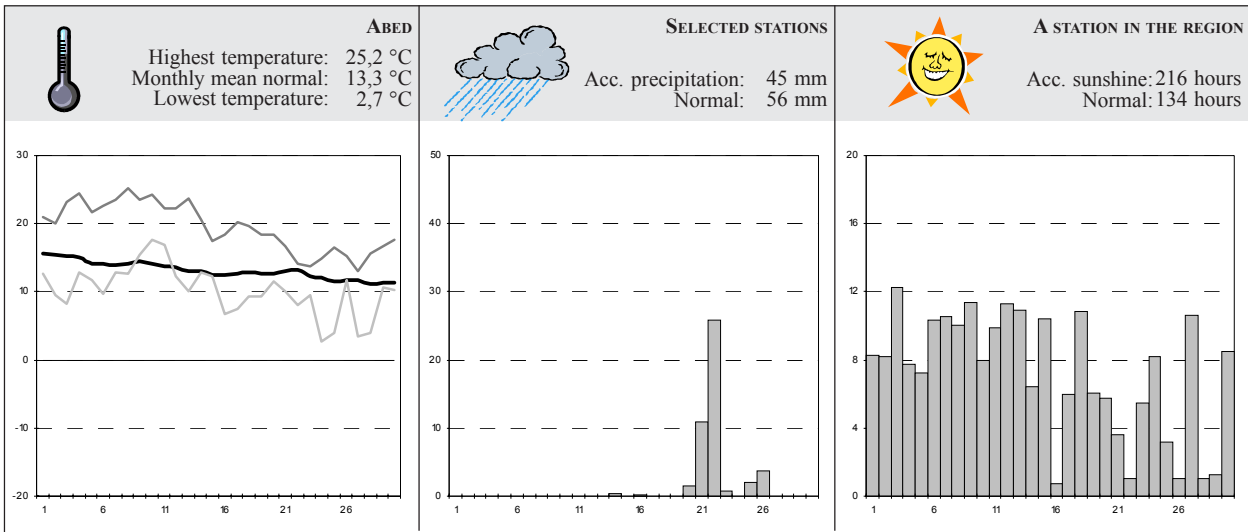 ABED
Highest temperature: 25,2 °C
Monthly mean normal: 13,3 °C
Lowest temperature: 2,7 °C
30
20
10
0
-10
-20
1 6 11 16 21 26
SELECTED STATIONS
Acc. precipitation: 45 mm
Normal: 56 mm
50
40
30
20
10
0
1 6 11 16 21 26
A STATION IN THE REGION
Acc. sunshine: 216 hours
Normal: 134 hours
20
16
12
8
4
0
1 6 11 16 21 26